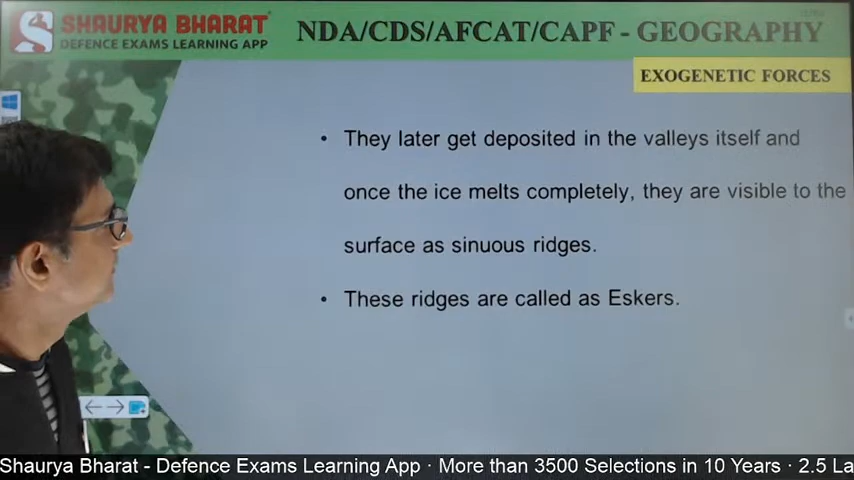 SHAURYA BHARAT
DEFENCE EXAMS LEARNING APP
NDA/CDS/AFCAT/CAPF - GEOGRAPHY
EXOGENETIC FORCES
• They later get deposited in the valleys itself and
once the ice melts completely, they are visible to the
surface as sinuous ridges.
• These ridges are called as Eskers.
Shaurya Bharat - Defence Exams Learning App · More than 3500 Selections in 10 Years · 2.5 La